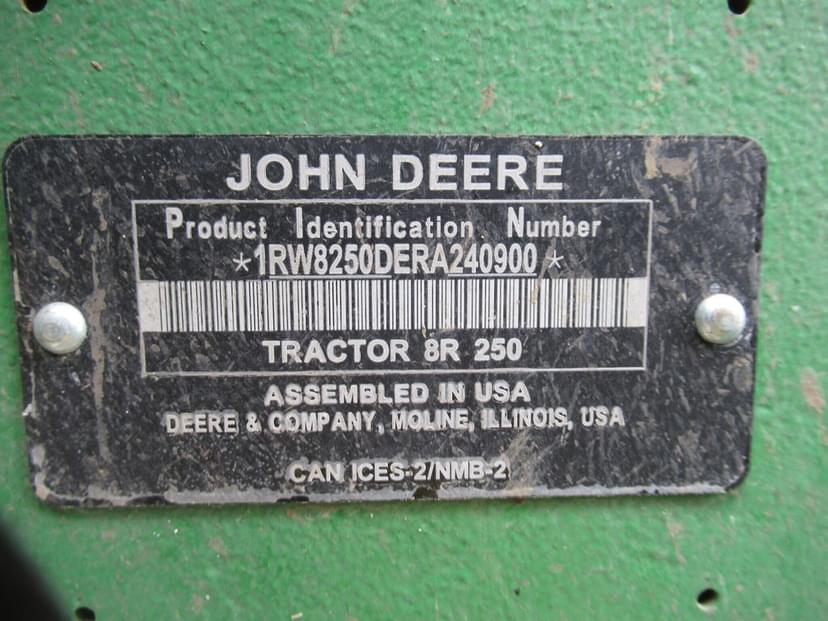 JOHN DEERE
Product Identification Number
*1RW8250DERA240900*
TRACTOR 8R 250
ASSEMBLED IN USA
DEERE & COMPANY, MOLINE, ILLINOIS, USA
CAN ICES-2/NMB-2